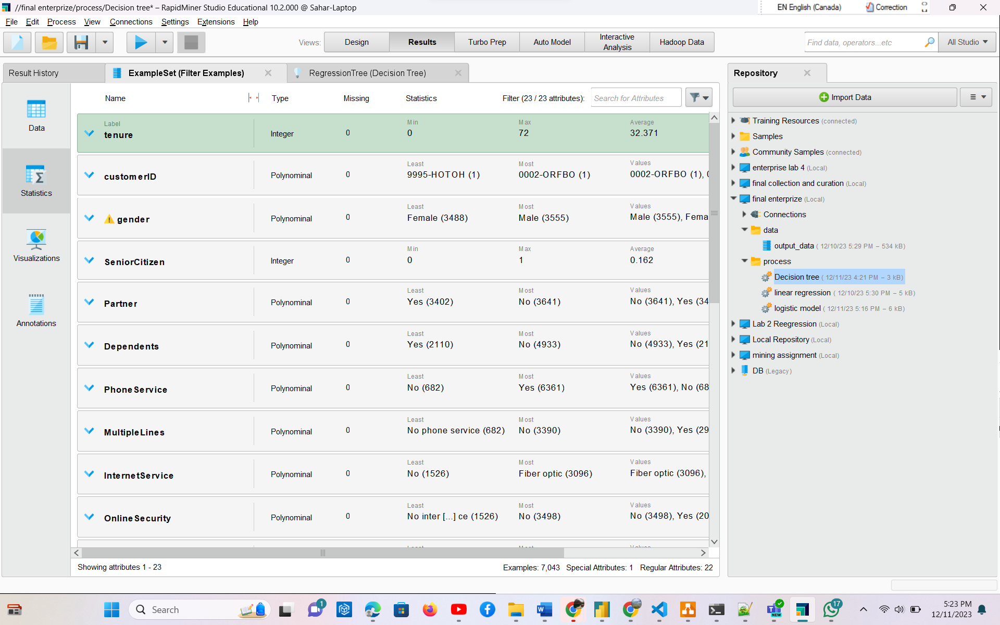 //final enterprize/process/Decision tree* – RapidMiner Studio Educational 10.2.000 @ Sahar-Laptop
EN English (Canada) Correction
File Edit Process View Connections Settings Extensions Help
Views: Design Results Turbo Prep Auto Model Interactive Analysis Hadoop Data
Find data, operators...etc All Studio
Result History ExampleSet (Filter Examples) RegressionTree (Decision Tree)
Repository
Import Data
Data
Statistics
Visualizations
Annotations
Name Type Missing Statistics Filter (23 / 23 attributes): Search for Attributes
Label Min Max Average
tenure Integer 0 0 72 32.371
Least Most Values
customerID Polynominal 0 9995-HOTOH (1) 0002-ORFBO (1) 0002-ORFBO (1),
Least Most Values
gender Polynominal 0 Female (3488) Male (3555) Male (3555), Fema
Min Max Average
SeniorCitizen Integer 0 0 1 0.162
Least Most Values
Partner Polynominal 0 Yes (3402) No (3641) No (3641), Yes (34
Least Most Values
Dependents Polynominal 0 Yes (2110) No (4933) No (4933), Yes (21
Least Most Values
PhoneService Polynominal 0 No (682) Yes (6361) Yes (6361), No (68
Least Most Values
MultipleLines Polynominal 0 No phone service (682) No (3390) No (3390), Yes (29
Least Most Values
InternetService Polynominal 0 No (1526) Fiber optic (3096) Fiber optic (3096),
Least Most Values
OnlineSecurity Polynominal 0 No inter [...] ce (1526) No (3498) No (3498), Yes (20
Showing attributes 1 - 23
Examples: 7,043 Special Attributes: 1 Regular Attributes: 22
Training Resources (connected)
Samples
Community Samples (connected)
enterprise lab 4 (Local)
final collection and curation (Local)
final enterprize (Local)
Connections
data
output_data ( 12/10/23 5:29 PM – 534 kB)
process
Decision tree ( 12/11/23 4:21 PM – 3 kB)
linear regression ( 12/10/23 5:30 PM – 5 kB)
logistic model ( 12/11/23 5:16 PM – 6 kB)
Lab 2 Reegression (Local)
Local Repository (Local)
mining assignment (Local)
DB (Legacy)
Search
1
NEW
17
5:23 PM
12/11/2023